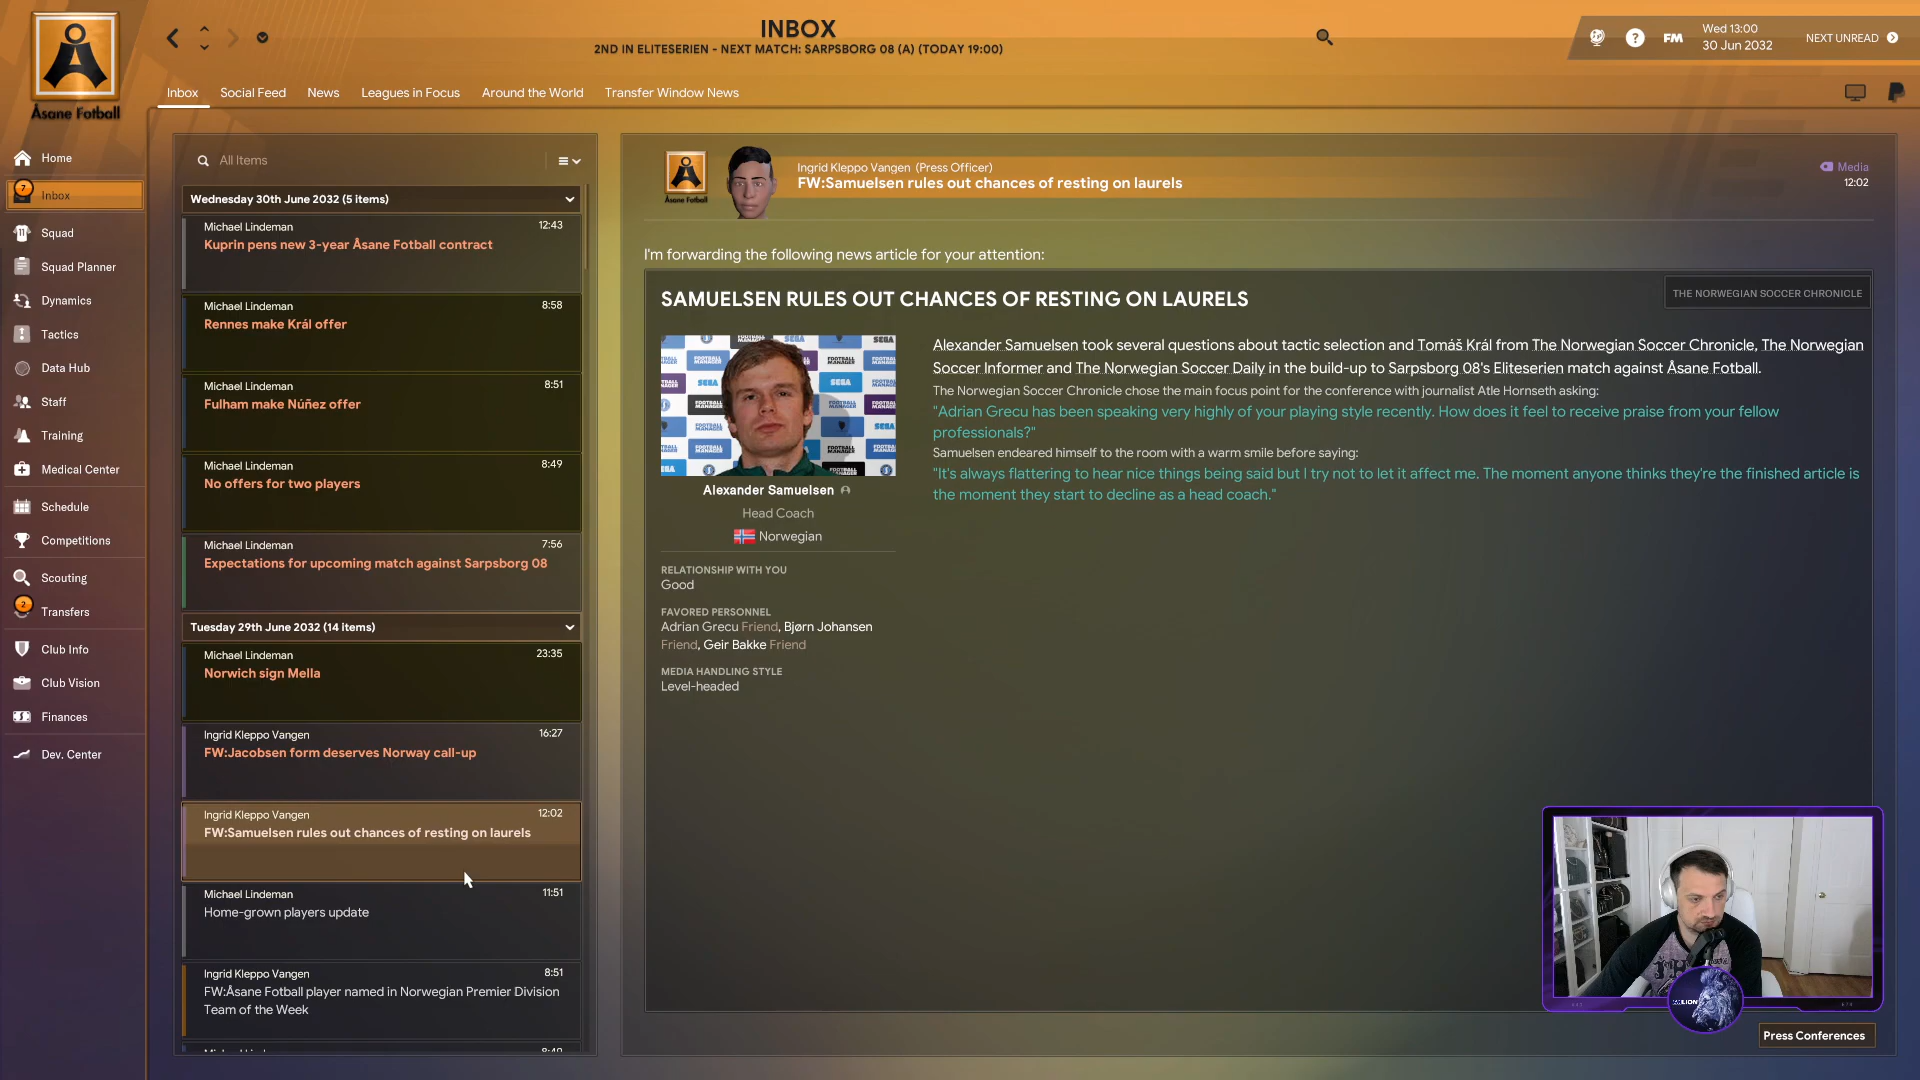 INBOX
2ND IN ELITESERIEN - NEXT MATCH: SARPSBORG 08 (A) (TODAY 19:00)
FM
Wed 13:00
30 Jun 2032
NEXT UNREAD
Åsane Fotball
Inbox
Social Feed
News
Leagues in Focus
Around the World
Transfer Window News
Home
7
Inbox
Squad
Squad Planner
Dynamics
Tactics
Data Hub
Staff
Training
Medical Center
Schedule
Competitions
Scouting
2
Transfers
Club Info
Club Vision
Finances
Dev. Center
All Items
Wednesday 30th June 2032 (5 items)
Michael Lindeman 12:43
Kuprin pens new 3-year Åsane Fotball contract
Michael Lindeman 8:58
Rennes make Král offer
Michael Lindeman 8:51
Fulham make Núñez offer
Michael Lindeman 8:49
No offers for two players
Michael Lindeman 7:56
Expectations for upcoming match against Sarpsborg 08
Tuesday 29th June 2032 (14 items)
Michael Lindeman 23:35
Norwich sign Mella
Ingrid Kleppo Vangen 16:27
FW:Jacobsen form deserves Norway call-up
Ingrid Kleppo Vangen 12:02
FW:Samuelsen rules out chances of resting on laurels
Michael Lindeman 11:51
Home-grown players update
Ingrid Kleppo Vangen 8:51
FW:Åsane Fotball player named in Norwegian Premier Division
Team of the Week
Åsane Fotball
Ingrid Kleppo Vangen (Press Officer)
FW:Samuelsen rules out chances of resting on laurels
Media
12:02
I'm forwarding the following news article for your attention:
SAMUELSEN RULES OUT CHANCES OF RESTING ON LAURELS
THE NORWEGIAN SOCCER CHRONICLE
Alexander Samuelsen
Head Coach
Norwegian
RELATIONSHIP WITH YOU
Good
FAVORED PERSONNEL
Adrian Grecu Friend, Bjørn Johansen
Friend, Geir Bakke Friend
MEDIA HANDLING STYLE
Level-headed
Alexander Samuelsen took several questions about tactic selection and Tomáš Král from The Norwegian Soccer Chronicle, The Norwegian
Soccer Informer and The Norwegian Soccer Daily in the build-up to Sarpsborg 08's Eliteserien match against Åsane Fotball.
The Norwegian Soccer Chronicle chose the main focus point for the conference with journalist Atle Hornseth asking:
"Adrian Grecu has been speaking very highly of your playing style recently. How does it feel to receive praise from your fellow
professionals?"
Samuelsen endeared himself to the room with a warm smile before saying:
"It's always flattering to hear nice things being said but I try not to let it affect me. The moment anyone thinks they're the finished article is
the moment they start to decline as a head coach."
Press Conferences